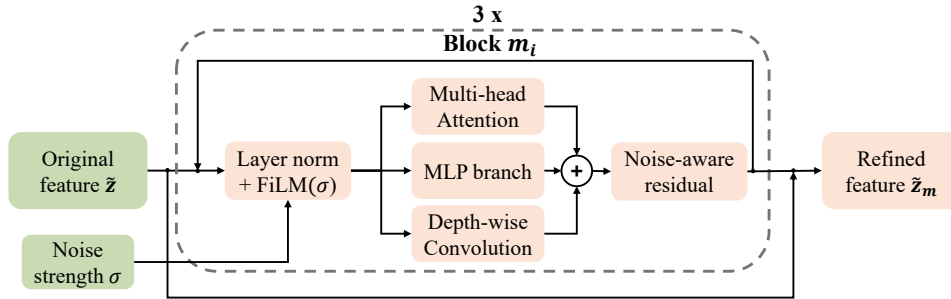 3 x
Block m_i
Original
feature z̃
Noise
strength σ
Layer norm
+ FiLM(σ)
Multi-head
Attention
MLP branch
Depth-wise
Convolution
+
Noise-aware
residual
Refined
feature z̃_m